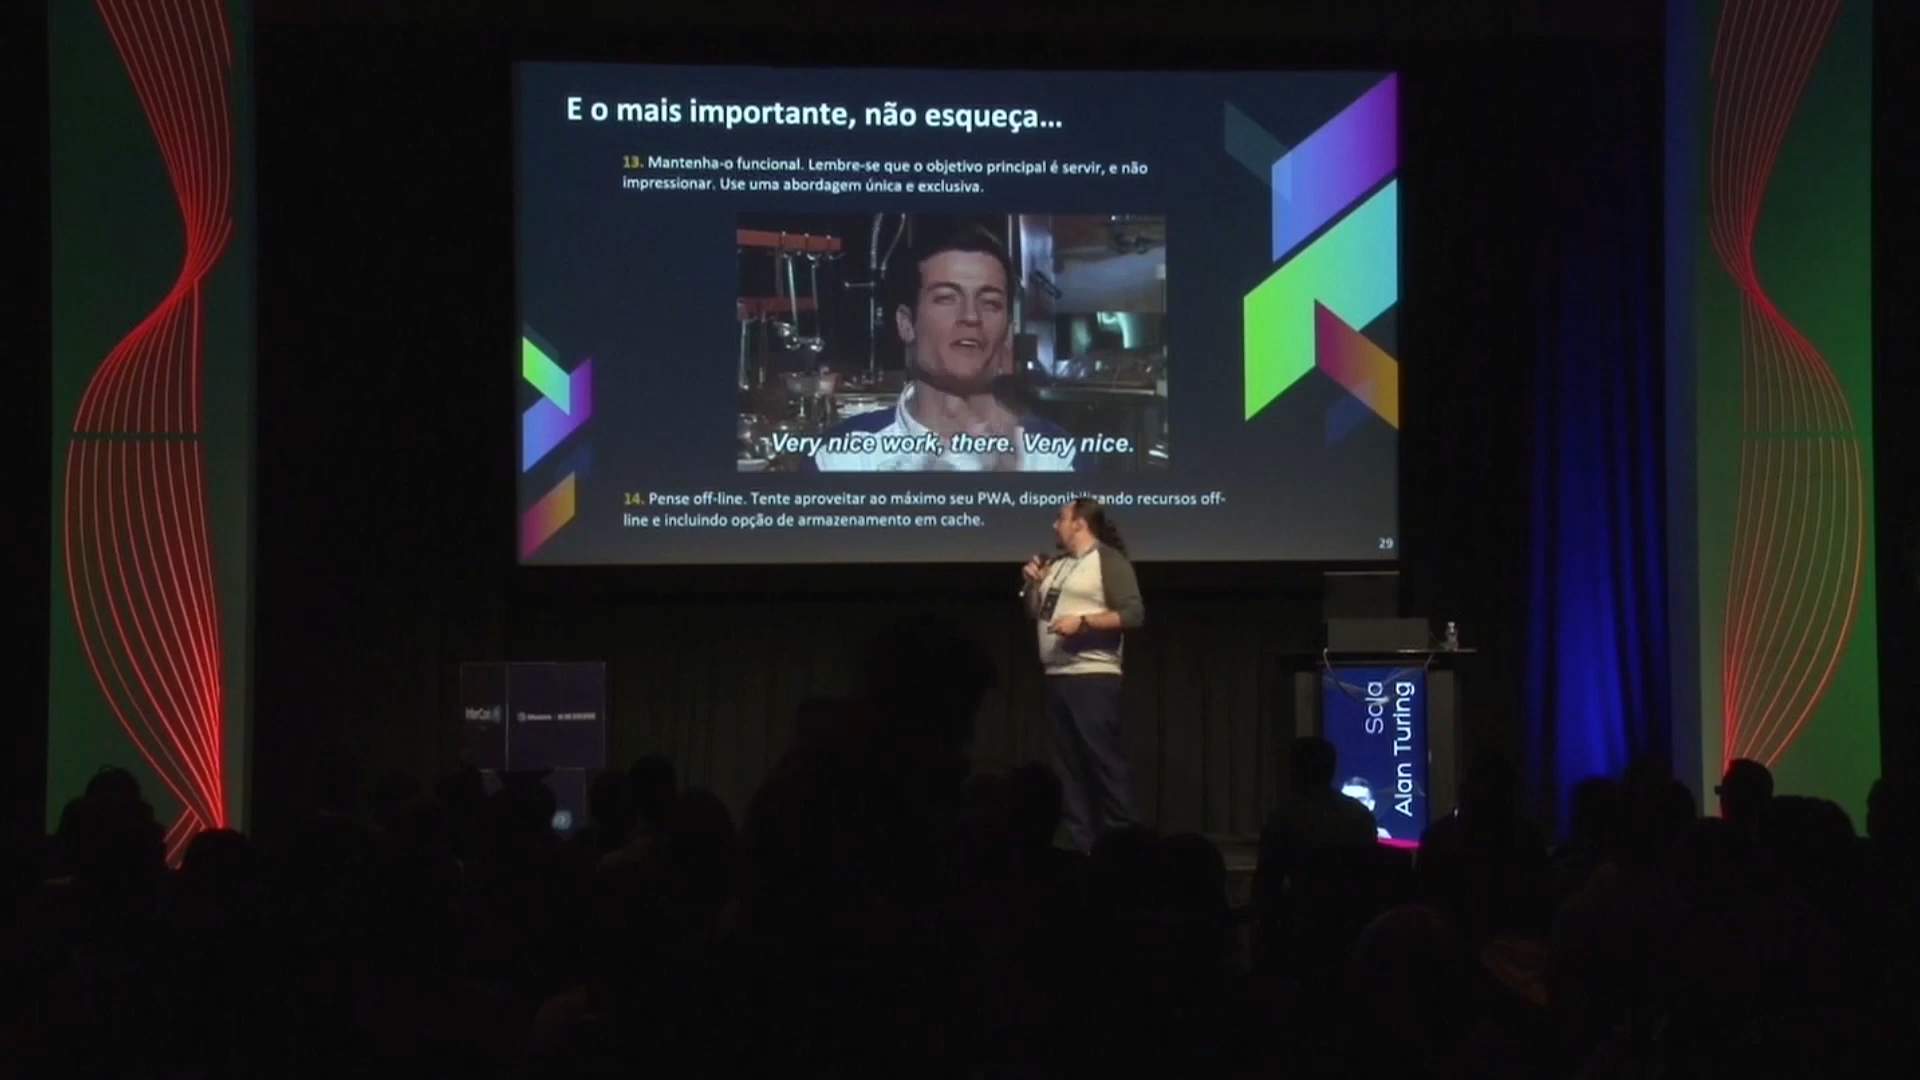 E o mais importante, não esqueça...
13. Mantenha-o funcional. Lembre-se que o objetivo principal é servir, e não
impressionar. Use uma abordagem única e exclusiva.
Very nice work, there. Very nice.
14. Pense off-line. Tente aproveitar ao máximo seu PWA, disponibilizando recursos off-
line e incluindo opção de armazenamento em cache.
29
InterCon
Sala
Alan Turing